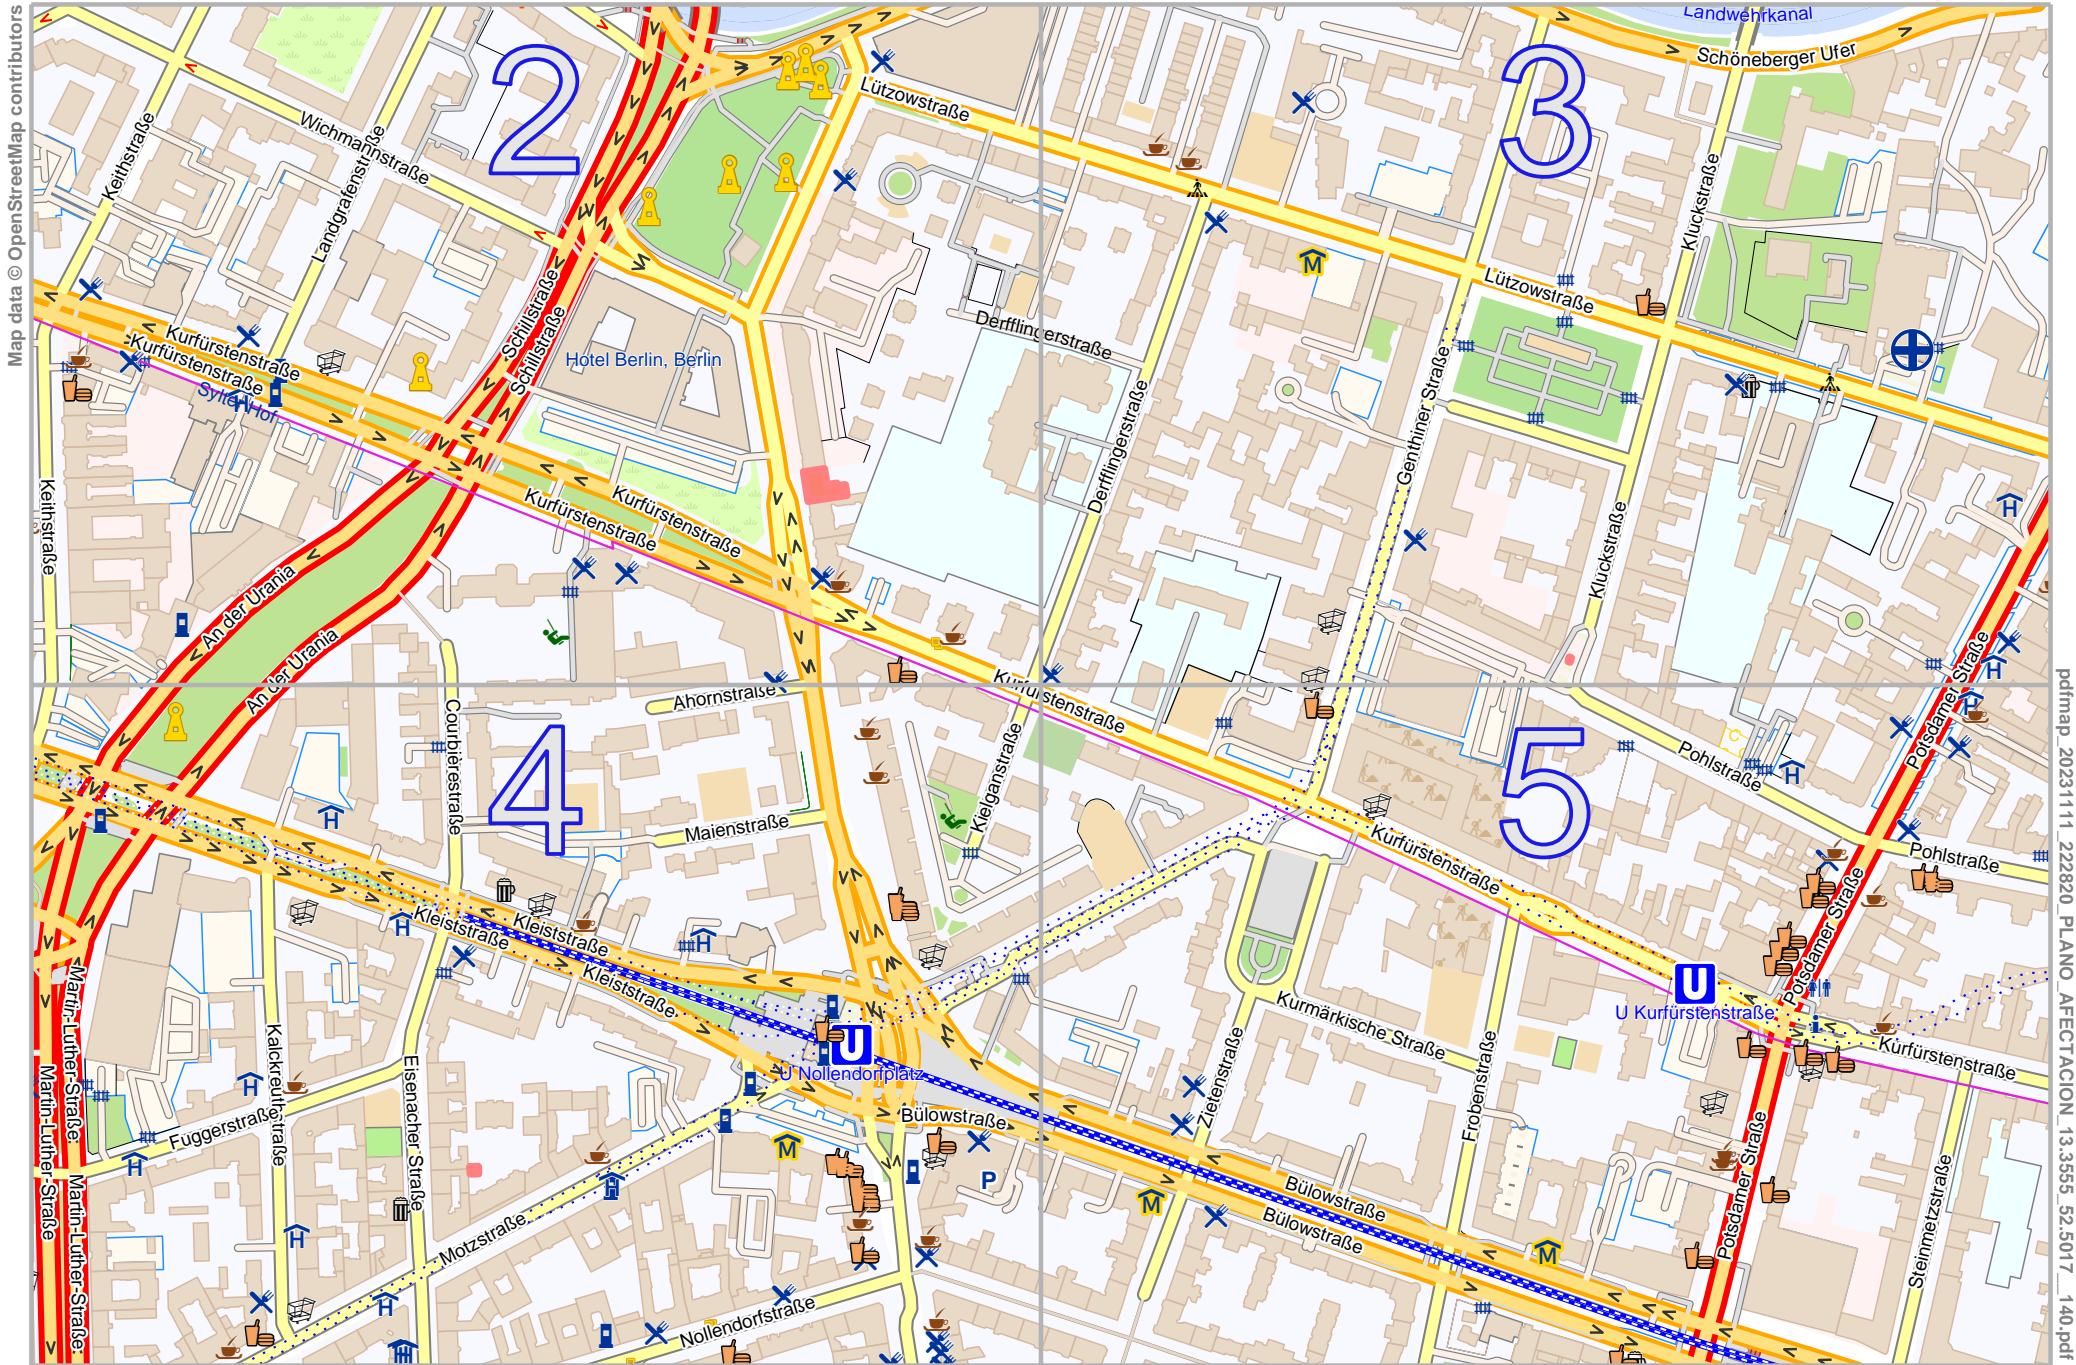 Map data © OpenStreetMap contributors
pdfmap_20231111_222820_PLANO_AFECTACION_13.3555_52.5017__140.pdf
2
3
4
5
Landwehrkanal
Schöneberger Ufer
Lützowstraße
Wichmannstraße
Keithstraße
Landgrafenstraße
Kluckstraße
Lützowstraße
Schillstraße
Schillstraße
Derfflingerstraße
Kurfürstenstraße
Kurfürstenstraße
Hotel Berlin, Berlin
Sylter Hof
Genthiner Straße
Derfflingerstraße
Keithstraße
Kurfürstenstraße
Kurfürstenstraße
Kluckstraße
An der Urania
An der Urania
Potsdamer Straße
Kurfürstenstraße
Ahornstraße
Courbièrestraße
Kielganstraße
Pohlstraße
Potsdamer Straße
Maienstraße
Kurfürstenstraße
Pohlstraße
Potsdamer Straße
Kleiststraße
Kleiststraße
Kleiststraße
Kurmärkische Straße
U Kurfürstenstraße
Kurfürstenstraße
Martin-Luther-Straße
Martin-Luther-Straße
Martin-Luther-Straße
Kalckreuthstraße
Eisenacher Straße
U Nollendorfplatz
Zietenstraße
Frobenstraße
Fuggerstraße
Bülowstraße
P
Potsdamer Straße
Steinmetzstraße
Bülowstraße
Bülowstraße
Motzstraße
Nollendorfstraße